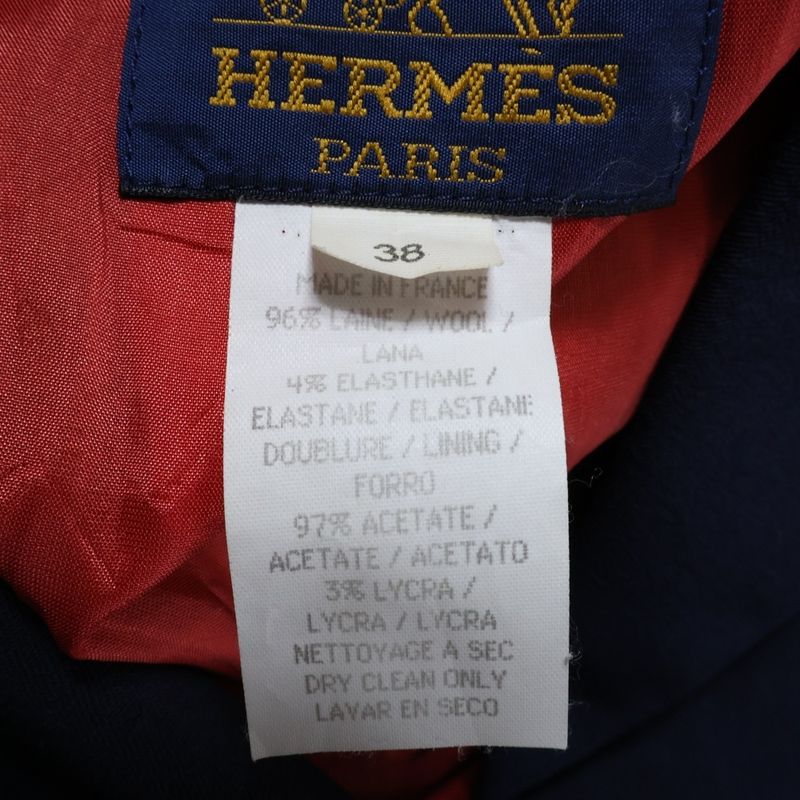 HERMÈS
PARIS
38
MADE IN FRANCE
96% LAINE / WOOL /
LANA
4% ELASTHANE /
ELASTANE / ELASTANE
DOUBLURE / LINING /
FORRO
97% ACETATE /
ACETATE / ACETATO
3% LYCRA /
LYCRA / LYCRA
NETTOYAGE A SEC
DRY CLEAN ONLY
LAVAR EN SECO